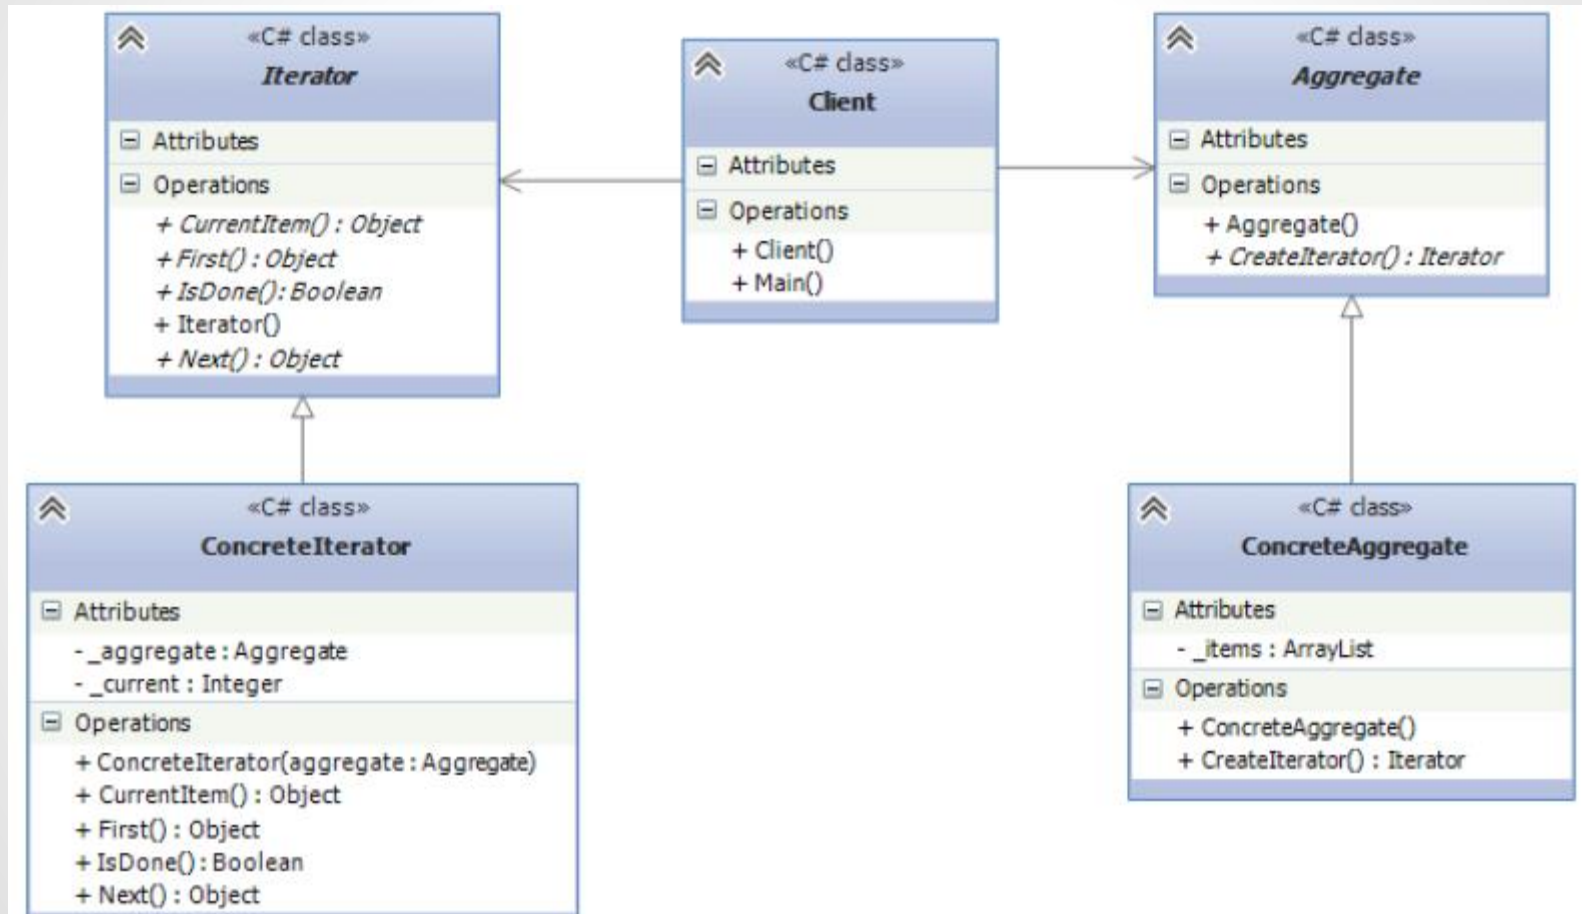 «C# class»
Iterator
Attributes
Operations
+ CurrentItem() : Object
+ First() : Object
+ IsDone(): Boolean
+ Iterator()
+ Next() : Object
«C# class»
Client
Attributes
Operations
+ Client()
+ Main()
«C# class»
Aggregate
Attributes
Operations
+ Aggregate()
+ CreateIterator() : Iterator
«C# class»
ConcreteIterator
Attributes
- _aggregate : Aggregate
- _current : Integer
Operations
+ ConcreteIterator(aggregate : Aggregate)
+ CurrentItem() : Object
+ First() : Object
+ IsDone() : Boolean
+ Next() : Object
«C# class»
ConcreteAggregate
Attributes
- _items : ArrayList
Operations
+ ConcreteAggregate()
+ CreateIterator() : Iterator